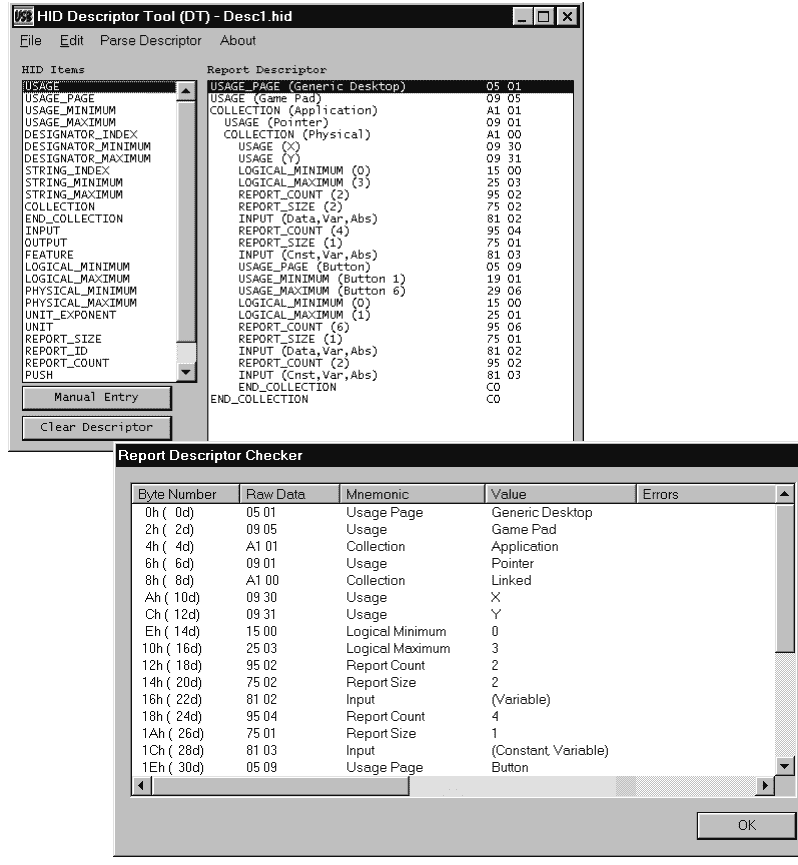 USB HID Descriptor Tool (DT) - Desc1.hid
File Edit Parse Descriptor About
HID Items
USAGE
USAGE_PAGE
USAGE_MINIMUM
USAGE_MAXIMUM
DESIGNATOR_INDEX
DESIGNATOR_MINIMUM
DESIGNATOR_MAXIMUM
STRING_INDEX
STRING_MINIMUM
STRING_MAXIMUM
COLLECTION
END_COLLECTION
INPUT
OUTPUT
FEATURE
LOGICAL_MINIMUM
LOGICAL_MAXIMUM
PHYSICAL_MINIMUM
PHYSICAL_MAXIMUM
UNIT_EXPONENT
UNIT
REPORT_SIZE
REPORT_ID
REPORT_COUNT
PUSH
Manual Entry
Clear Descriptor
Report Descriptor
USAGE_PAGE (Generic Desktop) 05 01
USAGE (Game Pad) 09 05
COLLECTION (Application) A1 01
USAGE (Pointer) 09 01
COLLECTION (Physical) A1 00
USAGE (X) 09 30
USAGE (Y) 09 31
LOGICAL_MINIMUM (0) 15 00
LOGICAL_MAXIMUM (3) 25 03
REPORT_COUNT (2) 95 02
REPORT_SIZE (2) 75 02
INPUT (Data,Var,Abs) 81 02
REPORT_COUNT (4) 95 04
REPORT_SIZE (1) 75 01
INPUT (Cnst,Var,Abs) 81 03
USAGE_PAGE (Button) 05 09
USAGE_MINIMUM (Button 1) 19 01
USAGE_MAXIMUM (Button 6) 29 06
LOGICAL_MINIMUM (0) 15 00
LOGICAL_MAXIMUM (1) 25 01
REPORT_COUNT (6) 95 06
REPORT_SIZE (1) 75 01
INPUT (Data,Var,Abs) 81 02
REPORT_COUNT (2) 95 02
INPUT (Cnst,Var,Abs) 81 03
END_COLLECTION C0
END_COLLECTION C0
Report Descriptor Checker
Byte Number Raw Data Mnemonic Value Errors
0h ( 0d) 05 01 Usage Page Generic Desktop
2h ( 2d) 09 05 Usage Game Pad
4h ( 4d) A1 01 Collection Application
6h ( 6d) 09 01 Usage Pointer
8h ( 8d) A1 00 Collection Linked
Ah ( 10d) 09 30 Usage X
Ch ( 12d) 09 31 Usage Y
Eh ( 14d) 15 00 Logical Minimum 0
10h ( 16d) 25 03 Logical Maximum 3
12h ( 18d) 95 02 Report Count 2
14h ( 20d) 75 02 Report Size 2
16h ( 22d) 81 02 Input (Variable)
18h ( 24d) 95 04 Report Count 4
1Ah ( 26d) 75 01 Report Size 1
1Ch ( 28d) 81 03 Input (Constant, Variable)
1Eh ( 30d) 05 09 Usage Page Button
OK